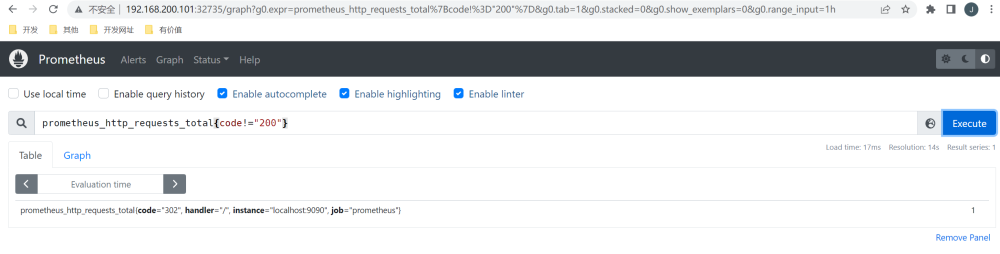 不安全 | 192.168.200.101:32735/graph?g0.expr=prometheus_http_requests_total%7Bcode!%3D"200"%7D&g0.tab=1&g0.stacked=0&g0.show_exemplars=0&g0.range_input=1h J
开发 其他 开发网址 有价值
Prometheus Alerts Graph Status Help
Use local time Enable query history Enable autocomplete Enable highlighting Enable linter
prometheus_http_requests_total{code!="200"} Execute
Load time: 17ms Resolution: 14s Result series: 1
Table Graph
Evaluation time
prometheus_http_requests_total{code="302", handler="/", instance="localhost:9090", job="prometheus"} 1
Remove Panel